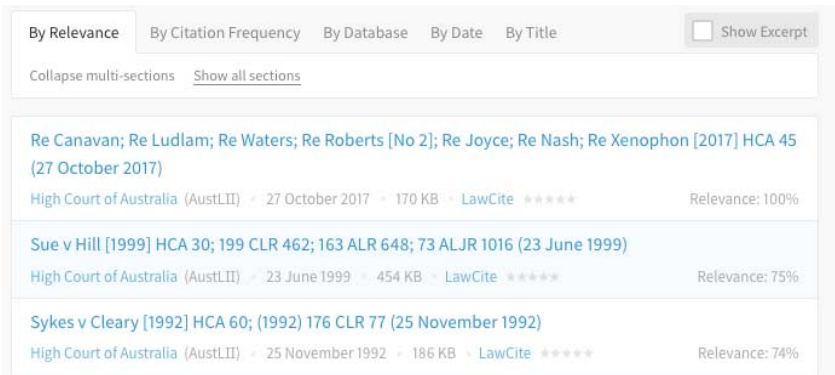 By Relevance By Citation Frequency By Database By Date By Title Show Excerpt
Collapse multi-sections Show all sections
Re Canavan; Re Ludlam; Re Waters; Re Roberts [No 2]; Re Joyce; Re Nash; Re Xenophon [2017] HCA 45
(27 October 2017)
High Court of Australia (AustLII) 27 October 2017 170 KB LawCite ★★★★★ Relevance: 100%
Sue v Hill [1999] HCA 30; 199 CLR 462; 163 ALR 648; 73 ALJR 1016 (23 June 1999)
High Court of Australia (AustLII) 23 June 1999 454 KB LawCite ★★★★★ Relevance: 75%
Sykes v Cleary [1992] HCA 60; (1992) 176 CLR 77 (25 November 1992)
High Court of Australia (AustLII) 25 November 1992 186 KB LawCite ★★★★★ Relevance: 74%